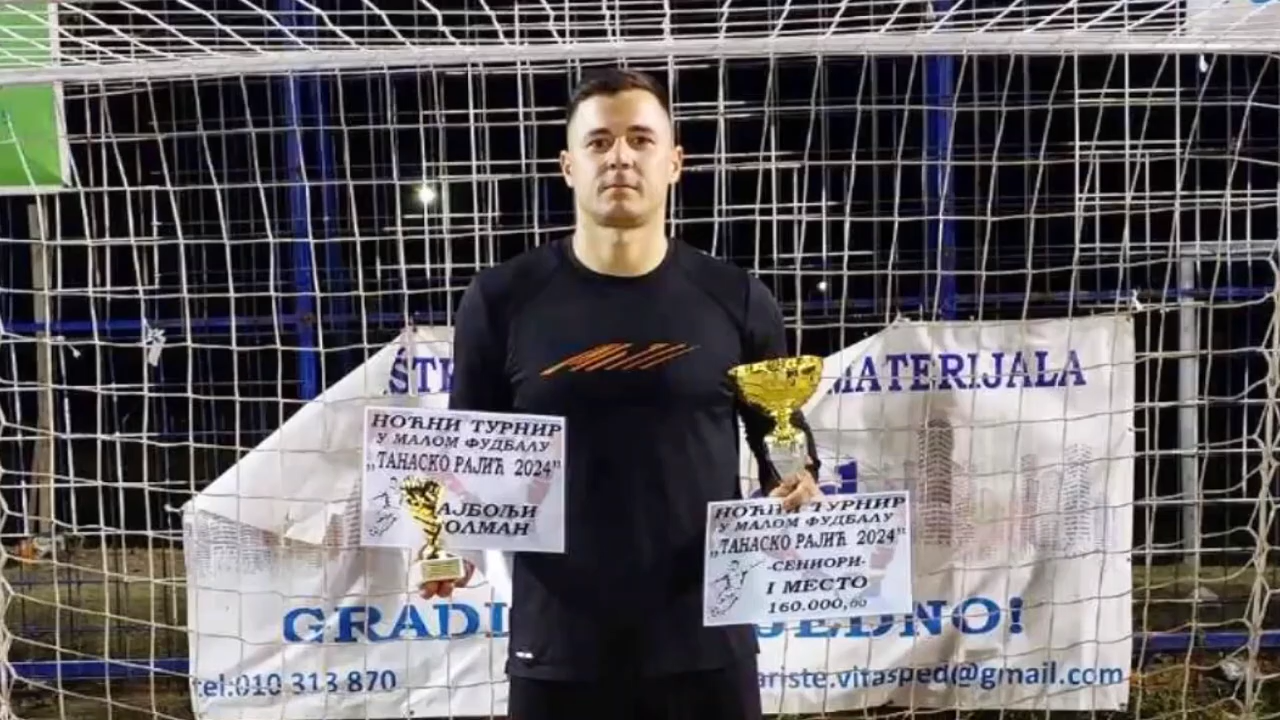 ŠTE
MATERIJALA
НОЋНИ ТУРНИР
У МАЛОМ ФУДБАЛУ
„ТАНАСКО РАЈИЋ 2024"
АЈБОЉИ
ОЛМАН
НОЋНИ ТУРНИР
У МАЛОМ ФУДБАЛУ
„ТАНАСКО РАЈИЋ 2024"
-СЕНИОРИ-
I МЕСТО
160.000,00
GRADI
JEDNO!
tel:010 313 870
ariste.vitasped@gmail.com